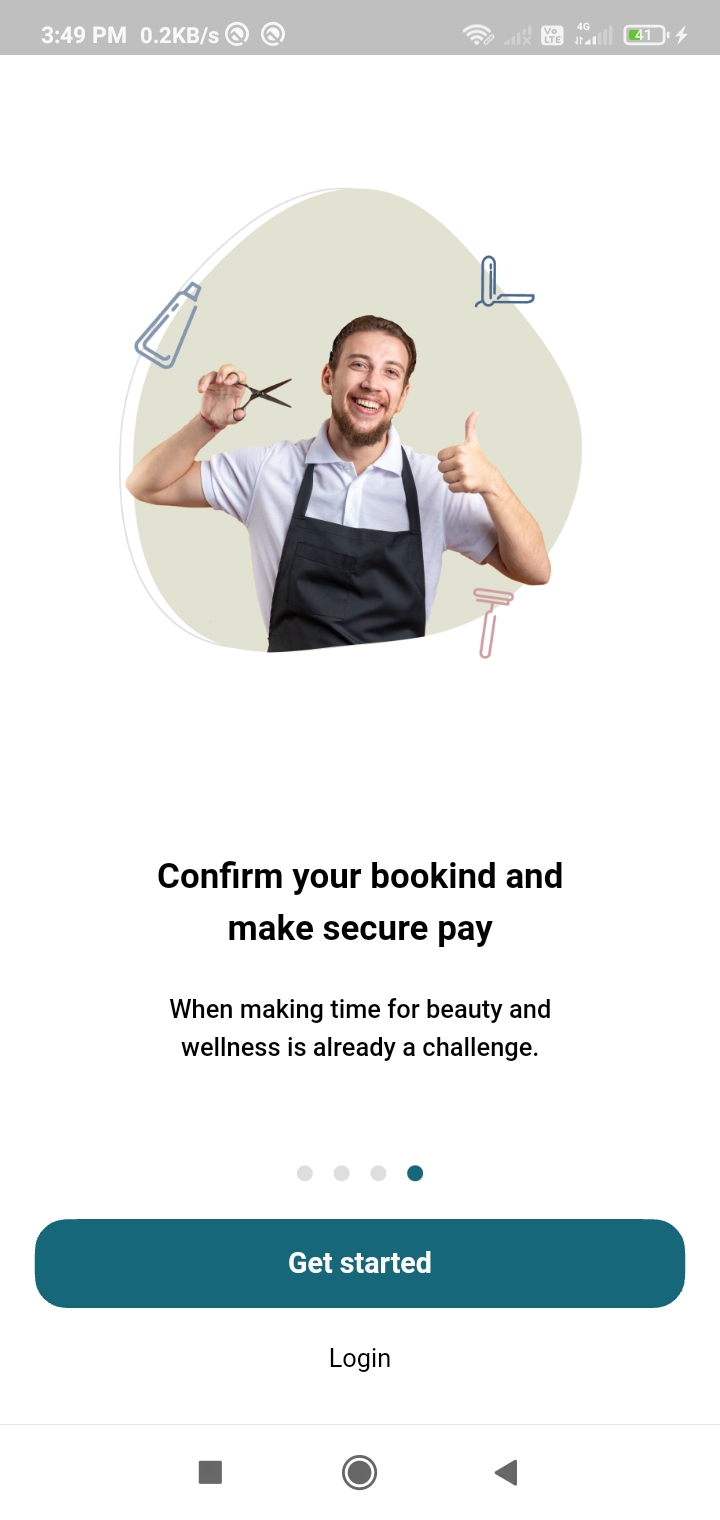 3:49 PM 0.2KB/s Vo LTE 4G 41
Confirm your bookind and
make secure pay
When making time for beauty and
wellness is already a challenge.
Get started
Login